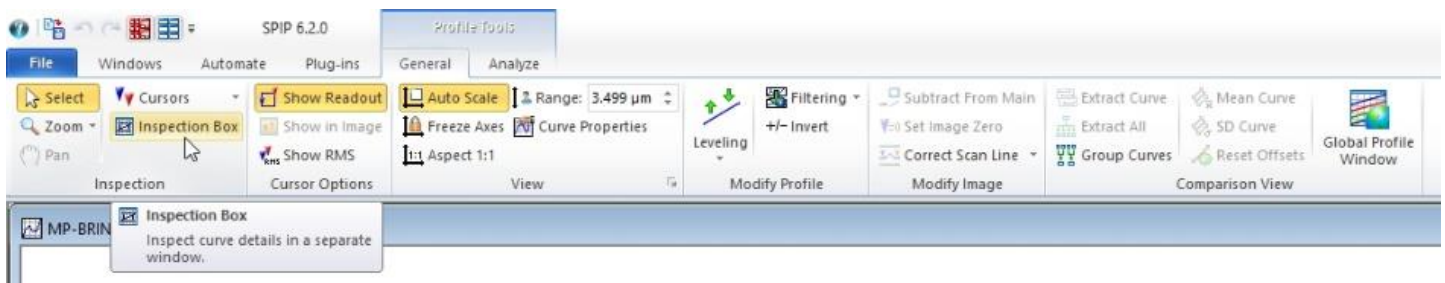 SPIP 6.2.0 Profile Tools
File Windows Automate Plug-ins General Analyze
Select Cursors Show Readout Auto Scale Range: 3.499 µm Filtering Subtract From Main Extract Curve Mean Curve
Zoom Inspection Box Show in Image Freeze Axes Curve Properties +/- Invert Set Image Zero Extract All SD Curve
Pan Show RMS 1:1 Aspect 1:1 Leveling Correct Scan Line Group Curves Reset Offsets Global Profile Window
Inspection Cursor Options View Modify Profile Modify Image Comparison View
MP-BRIN Inspection Box
Inspect curve details in a separate
window.